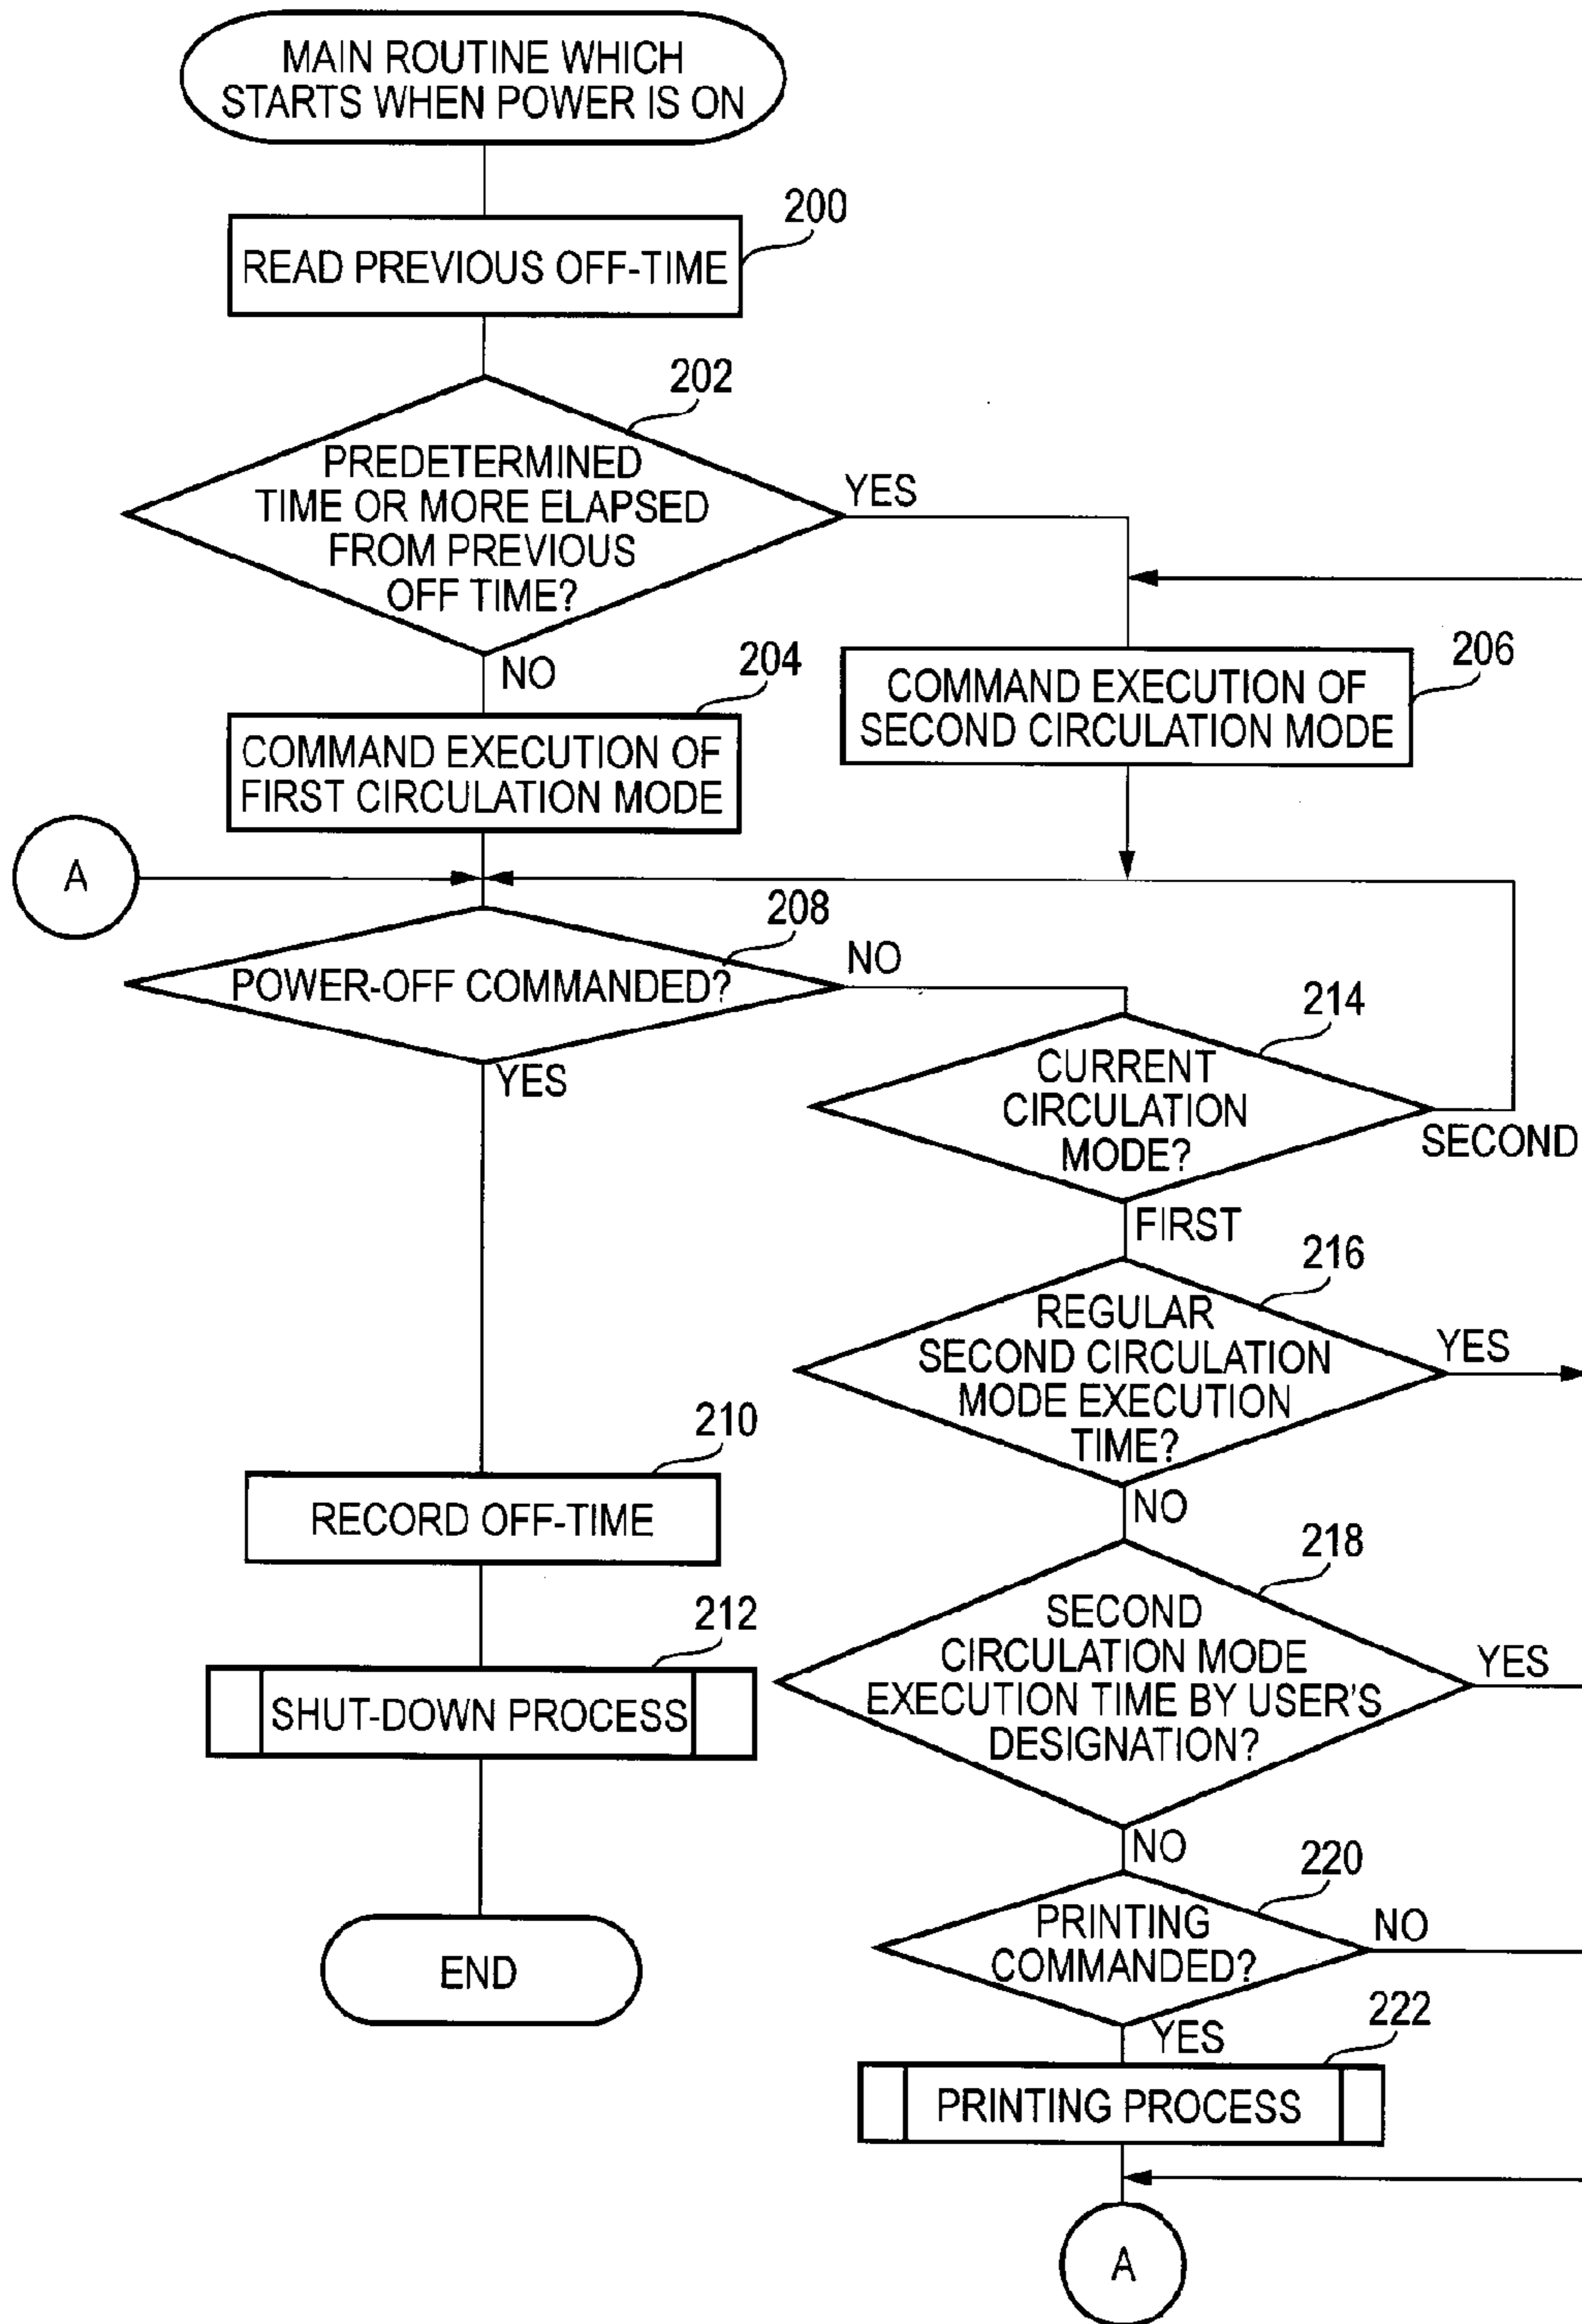 MAIN ROUTINE WHICH
STARTS WHEN POWER IS ON
200
READ PREVIOUS OFF-TIME
202
PREDETERMINED
TIME OR MORE ELAPSED
FROM PREVIOUS
OFF TIME?
YES
NO
204
COMMAND EXECUTION OF
FIRST CIRCULATION MODE
206
COMMAND EXECUTION OF
SECOND CIRCULATION MODE
A
208
POWER-OFF COMMANDED?
NO
YES
214
CURRENT
CIRCULATION
MODE?
SECOND
FIRST
216
REGULAR
SECOND CIRCULATION
MODE EXECUTION
TIME?
YES
NO
210
RECORD OFF-TIME
212
SHUT-DOWN PROCESS
END
218
SECOND
CIRCULATION MODE
EXECUTION TIME BY USER'S
DESIGNATION?
YES
NO
220
PRINTING
COMMANDED?
NO
YES
222
PRINTING PROCESS
A